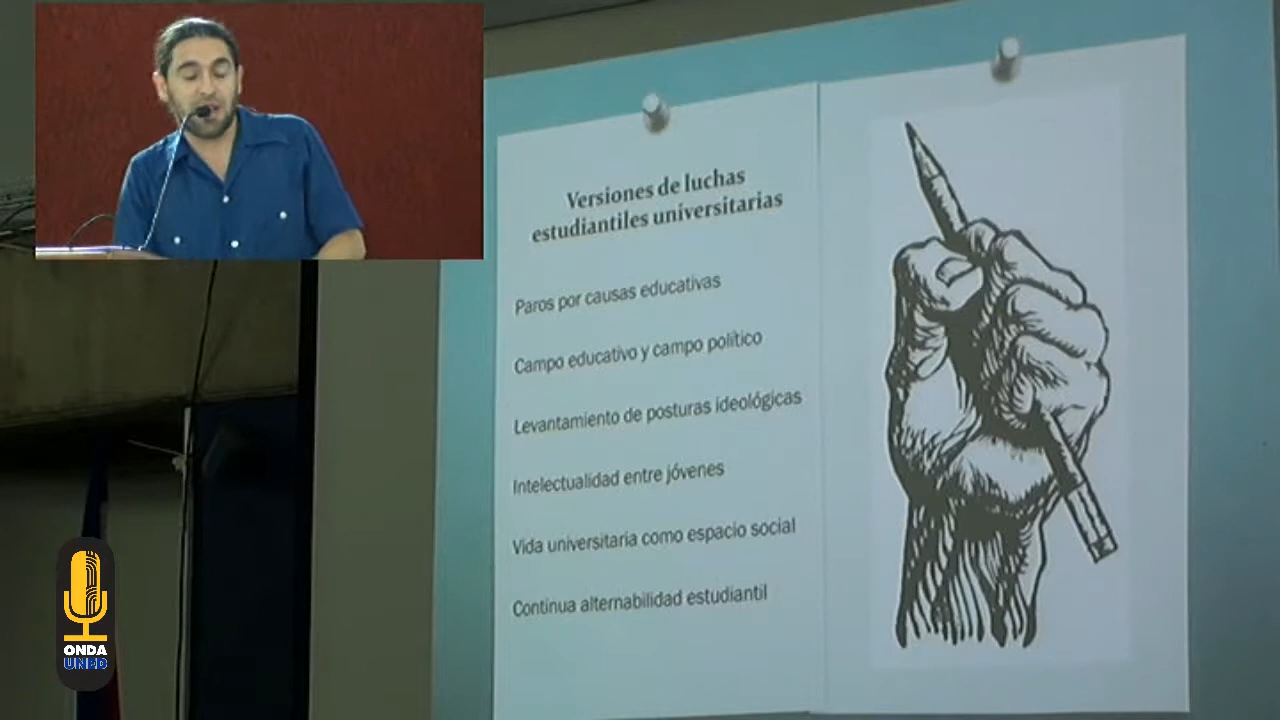 Versiones de luchas
estudiantiles universitarias
Paros por causas educativas
Campo educativo y campo político
Levantamiento de posturas ideológicas
Intelectualidad entre jóvenes
Vida universitaria como espacio social
Continua alternabilidad estudiantil
ONDA
UNED